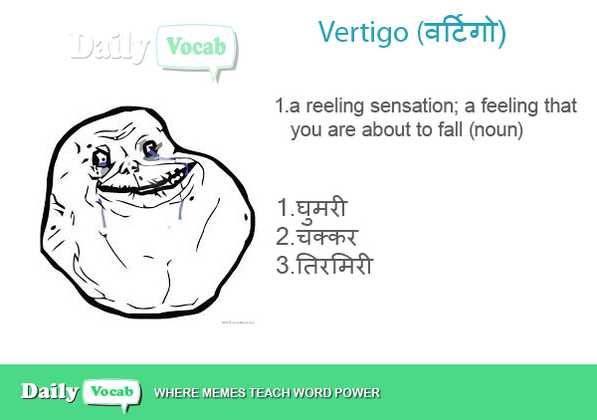 Daily Vocab
Vertigo (वर्टिगो)
1.a reeling sensation; a feeling that
you are about to fall (noun)
1.घुमरी
2.चक्कर
3.तिरमिरी
Daily Vocab WHERE MEMES TEACH WORD POWER